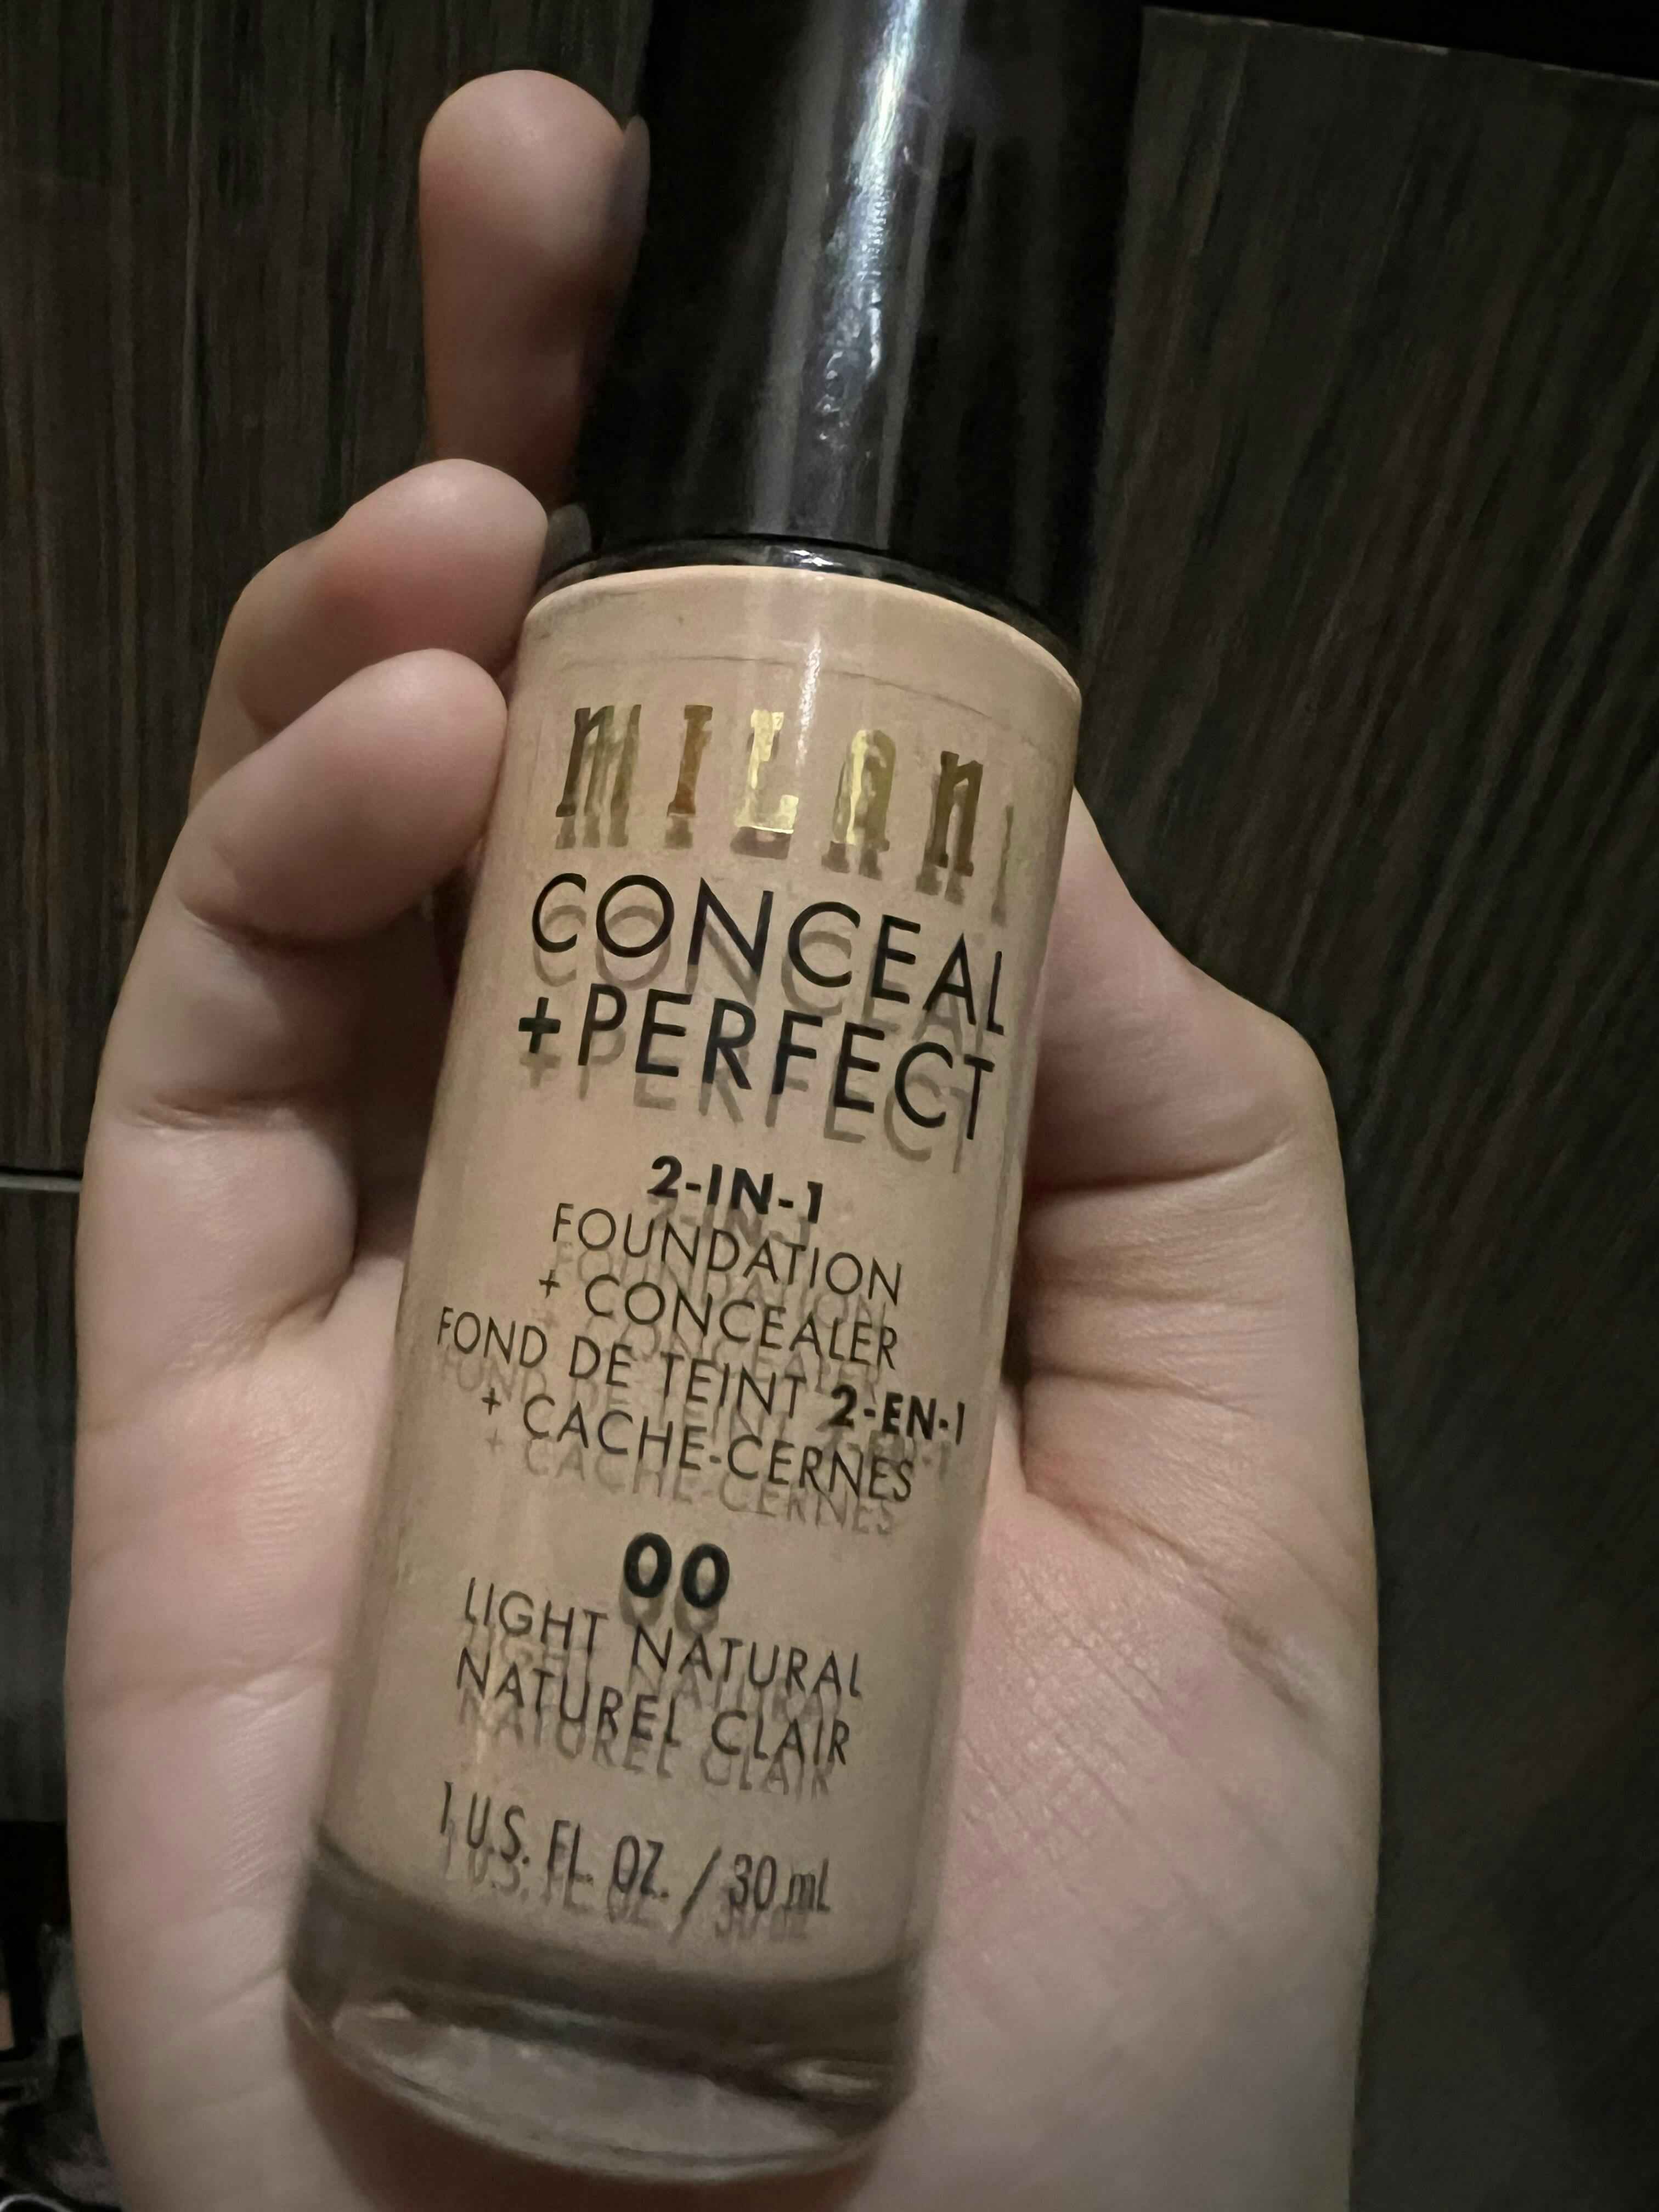 MILANI
CONCEAL
+PERFECT
2-IN-1
FOUNDATION
+ CONCEALER
FOND DE TEINT 2-EN-1
+ CACHE-CERNES
00
LIGHT NATURAL
NATUREL CLAIR
1 U.S. FL. OZ. / 30 mL